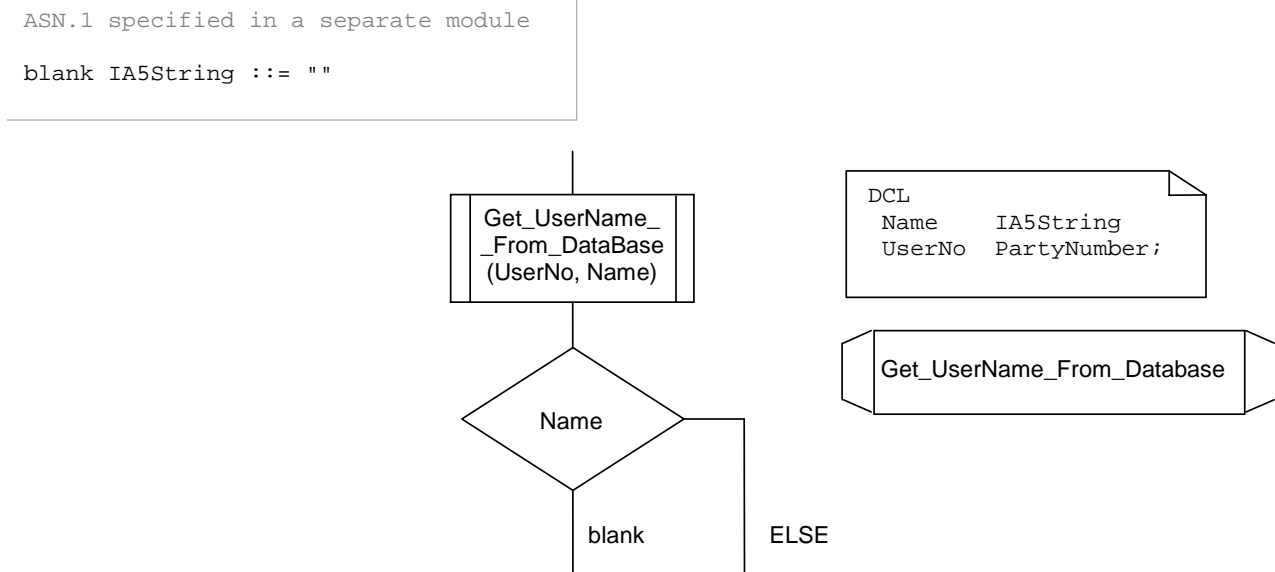 ASN.1 specified in a separate module
blank IA5String ::= ""
Get_UserName_
_From_DataBase
(UserNo, Name)
DCL
Name IA5String
UserNo PartyNumber;
Get_UserName_From_Database
Name
blank
ELSE